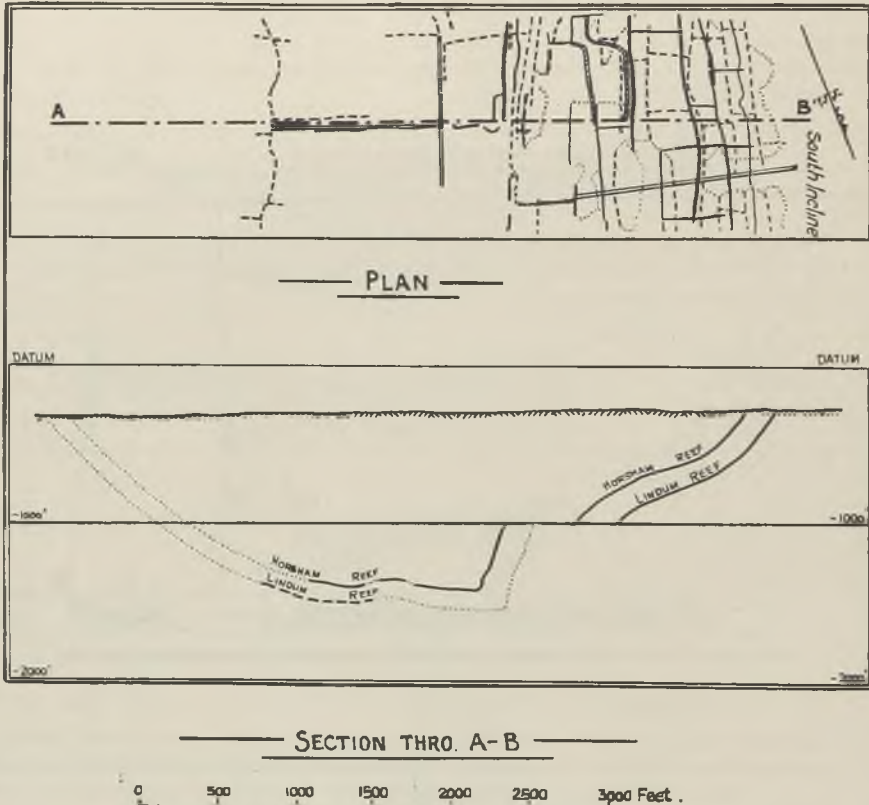 A
B
South Incline
PLAN
DATUM DATUM
HORSHAM REEF
LINDUM REEF
-1000' -1000'
HORSHAM REEF
LINDUM REEF
-2000'
SECTION THRO. A-B
0 500 1000 1500 2000 2500 3000 Feet.